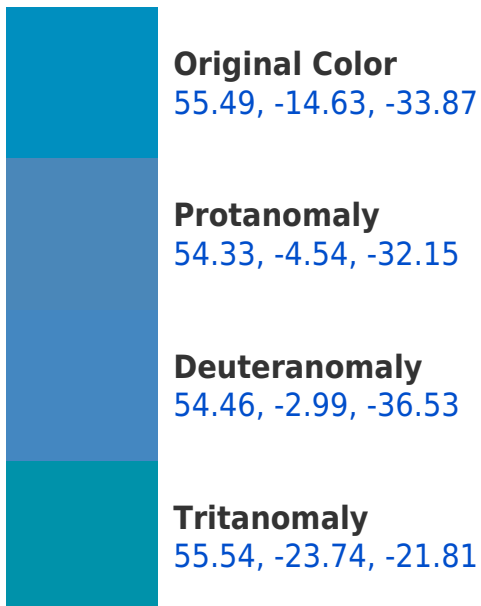 Original Color
55.49, -14.63, -33.87
Protanomaly
54.33, -4.54, -32.15
Deuteranomaly
54.46, -2.99, -36.53
Tritanomaly
55.54, -23.74, -21.81